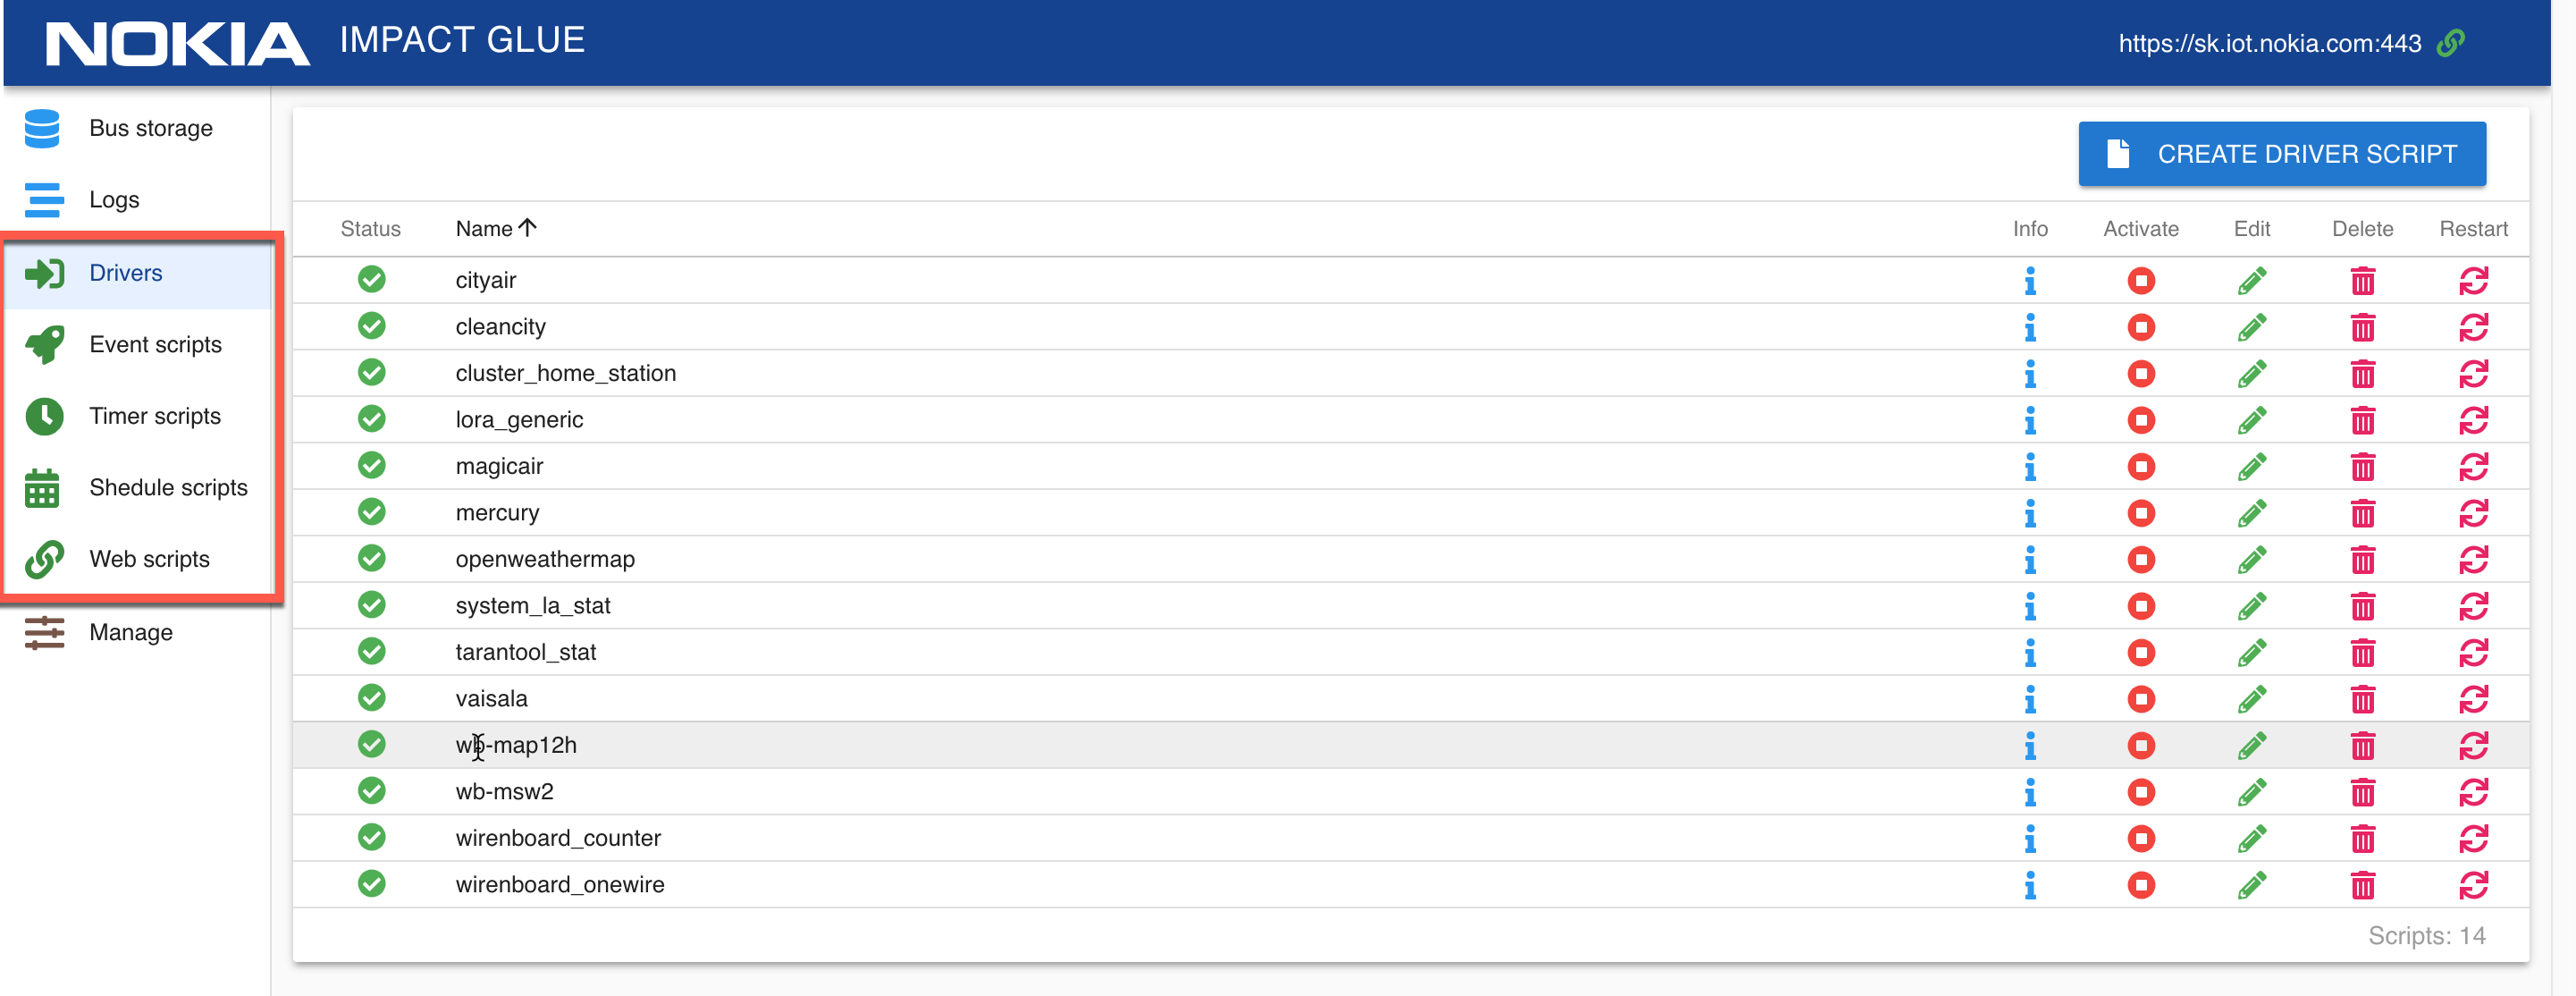 NOKIA IMPACT GLUE https://sk.iot.nokia.com:443
Bus storage
Logs
Drivers
Event scripts
Timer scripts
Shedule scripts
Web scripts
Manage
CREATE DRIVER SCRIPT
Status Name Info Activate Edit Delete Restart
cityair
cleancity
cluster_home_station
lora_generic
magicair
mercury
openweathermap
system_la_stat
tarantool_stat
vaisala
wb-map12h
wb-msw2
wirenboard_counter
wirenboard_onewire
Scripts: 14